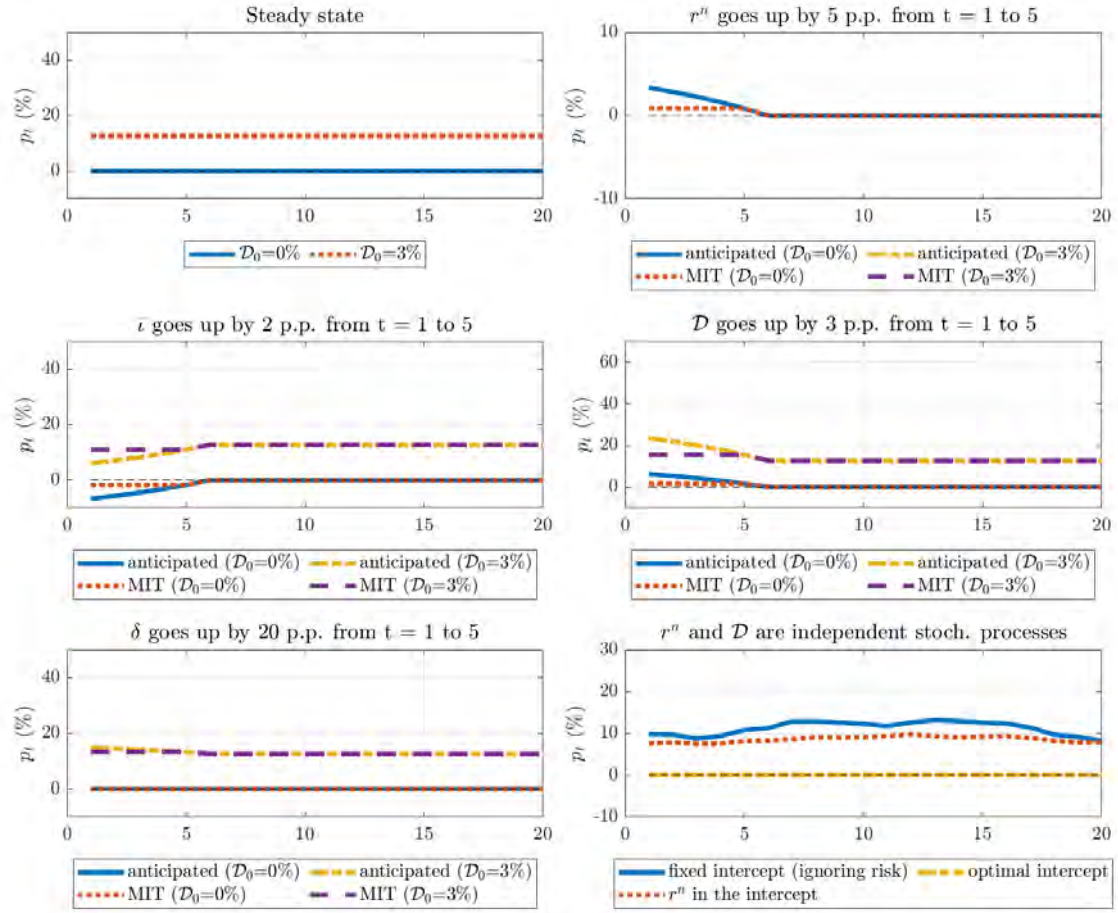 Steady state
p_t (%)
40
20
0
0 5 10 15 20
𝒟₀=0% 𝒟₀=3%
rⁿ goes up by 5 p.p. from t = 1 to 5
p_t (%)
10
0
-10
0 5 10 15 20
anticipated (𝒟₀=0%) anticipated (𝒟₀=3%)
MIT (𝒟₀=0%) MIT (𝒟₀=3%)
ῑ goes up by 2 p.p. from t = 1 to 5
p_t (%)
40
20
0
0 5 10 15 20
anticipated (𝒟₀=0%) anticipated (𝒟₀=3%)
MIT (𝒟₀=0%) MIT (𝒟₀=3%)
𝒟 goes up by 3 p.p. from t = 1 to 5
p_t (%)
60
40
20
0
0 5 10 15 20
anticipated (𝒟₀=0%) anticipated (𝒟₀=3%)
MIT (𝒟₀=0%) MIT (𝒟₀=3%)
δ goes up by 20 p.p. from t = 1 to 5
p_t (%)
40
20
0
0 5 10 15 20
anticipated (𝒟₀=0%) anticipated (𝒟₀=3%)
MIT (𝒟₀=0%) MIT (𝒟₀=3%)
rⁿ and 𝒟 are independent stoch. processes
p_t (%)
30
20
10
0
-10
0 5 10 15 20
fixed intercept (ignoring risk) optimal intercept
rⁿ in the intercept